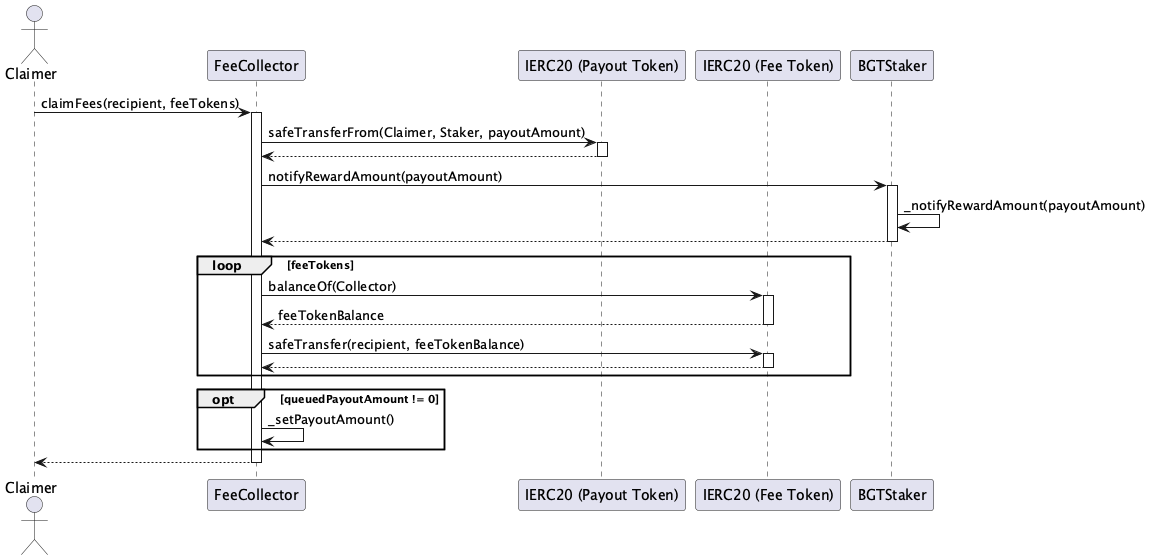 Claimer
FeeCollector
IERC20 (Payout Token)
IERC20 (Fee Token)
BGTStaker
claimFees(recipient, feeTokens)
safeTransferFrom(Claimer, Staker, payoutAmount)
notifyRewardAmount(payoutAmount)
_notifyRewardAmount(payoutAmount)
loop [feeTokens]
balanceOf(Collector)
feeTokenBalance
safeTransfer(recipient, feeTokenBalance)
opt [queuedPayoutAmount != 0]
_setPayoutAmount()
Claimer
FeeCollector
IERC20 (Payout Token)
IERC20 (Fee Token)
BGTStaker